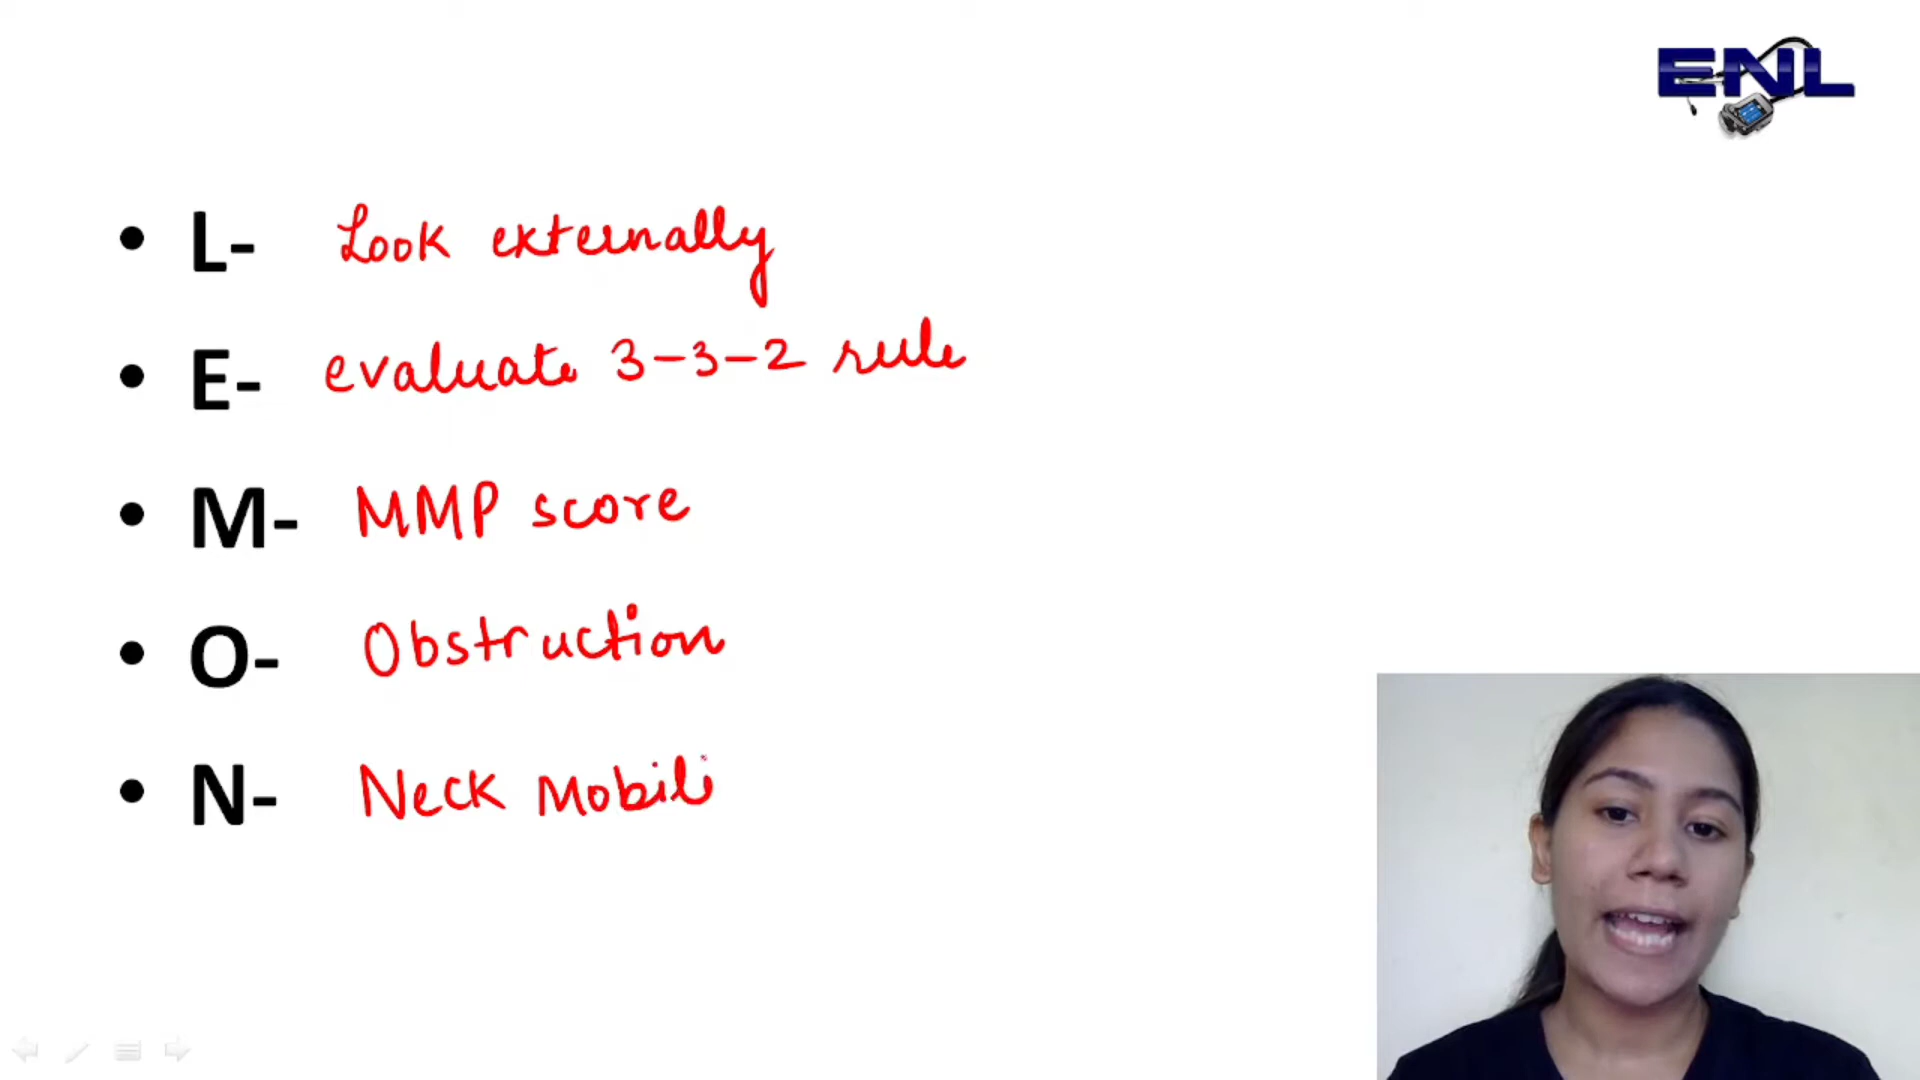 ENL
• L- Look externally
• E- evaluate 3-3-2 rule
• M- MMP score
• O- Obstruction
• N- Neck Mobili